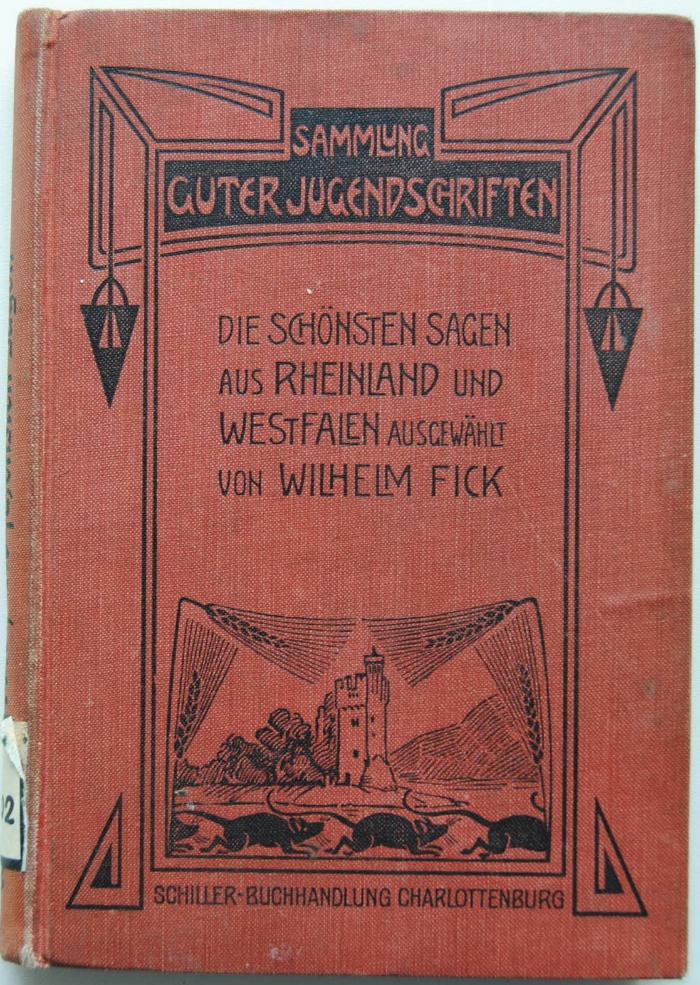 SAMMLUNG
GUTER JUGENDSCHRIFTEN
DIE SCHÖNSTEN SAGEN
AUS RHEINLAND UND
WESTFALEN AUSGEWÄHLT
VON WILHELM FICK
SCHILLER-BUCHHANDLUNG CHARLOTTENBURG